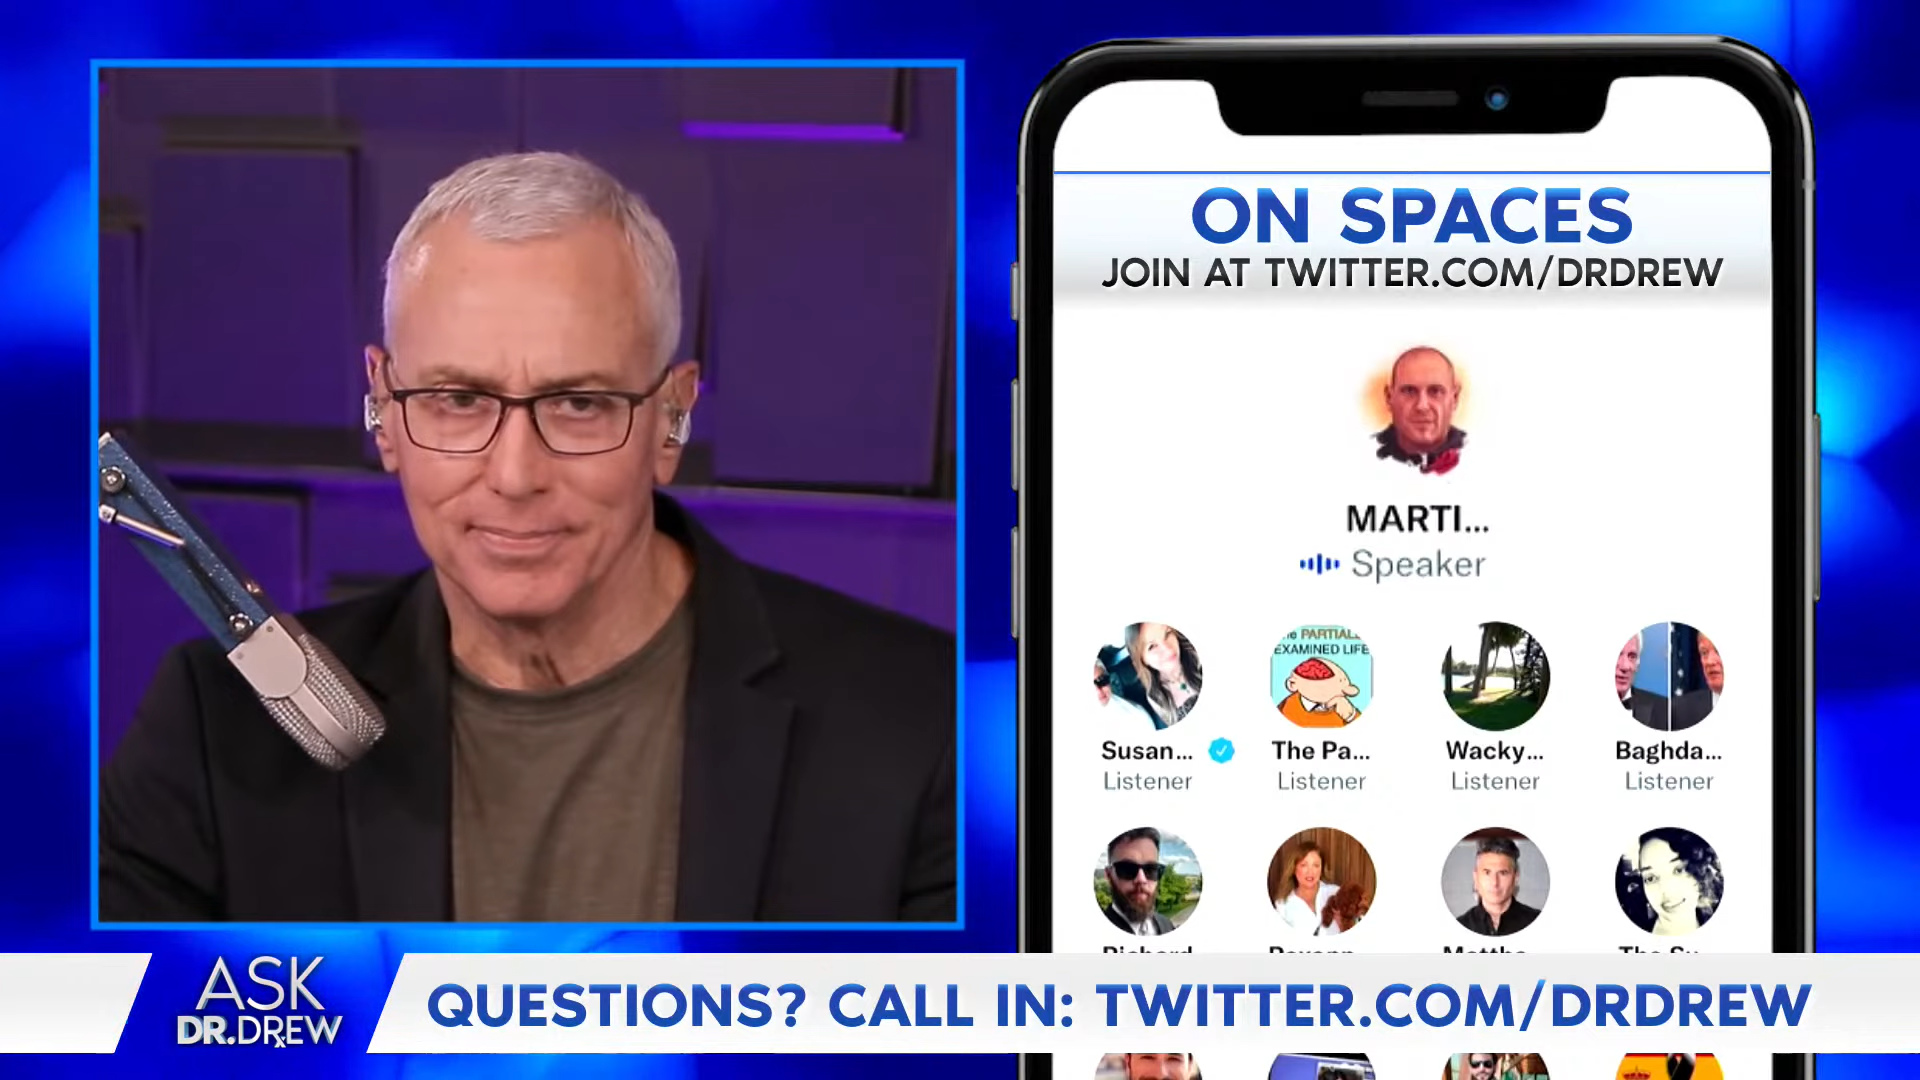 ON SPACES
JOIN AT TWITTER.COM/DRDREW
MARTI...
Speaker
Susan...
The Pa...
Wacky...
Baghda...
Listener
Listener
Listener
Listener
PARTIAL
EXAMINED LIFE
ASK
DR.DREW
QUESTIONS? CALL IN: TWITTER.COM/DRDREW